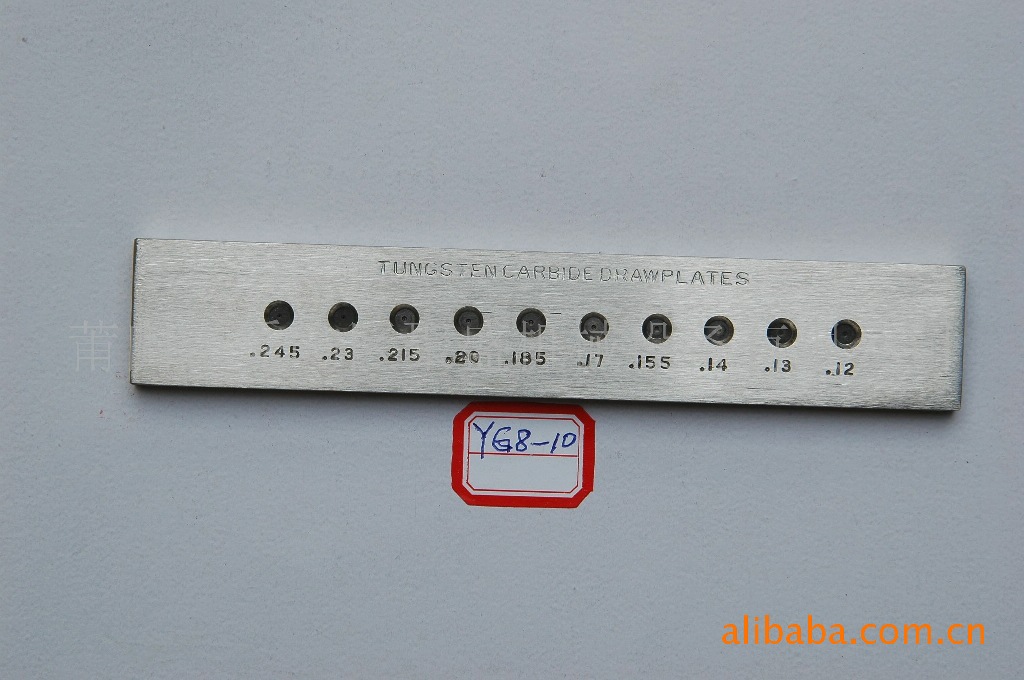 TUNGSTEN CARBIDE DRAWPLATES
.245 .23 .215 .20 .185 .17 .155 .14 .13 .12
YG8-10
alibaba.com.cn